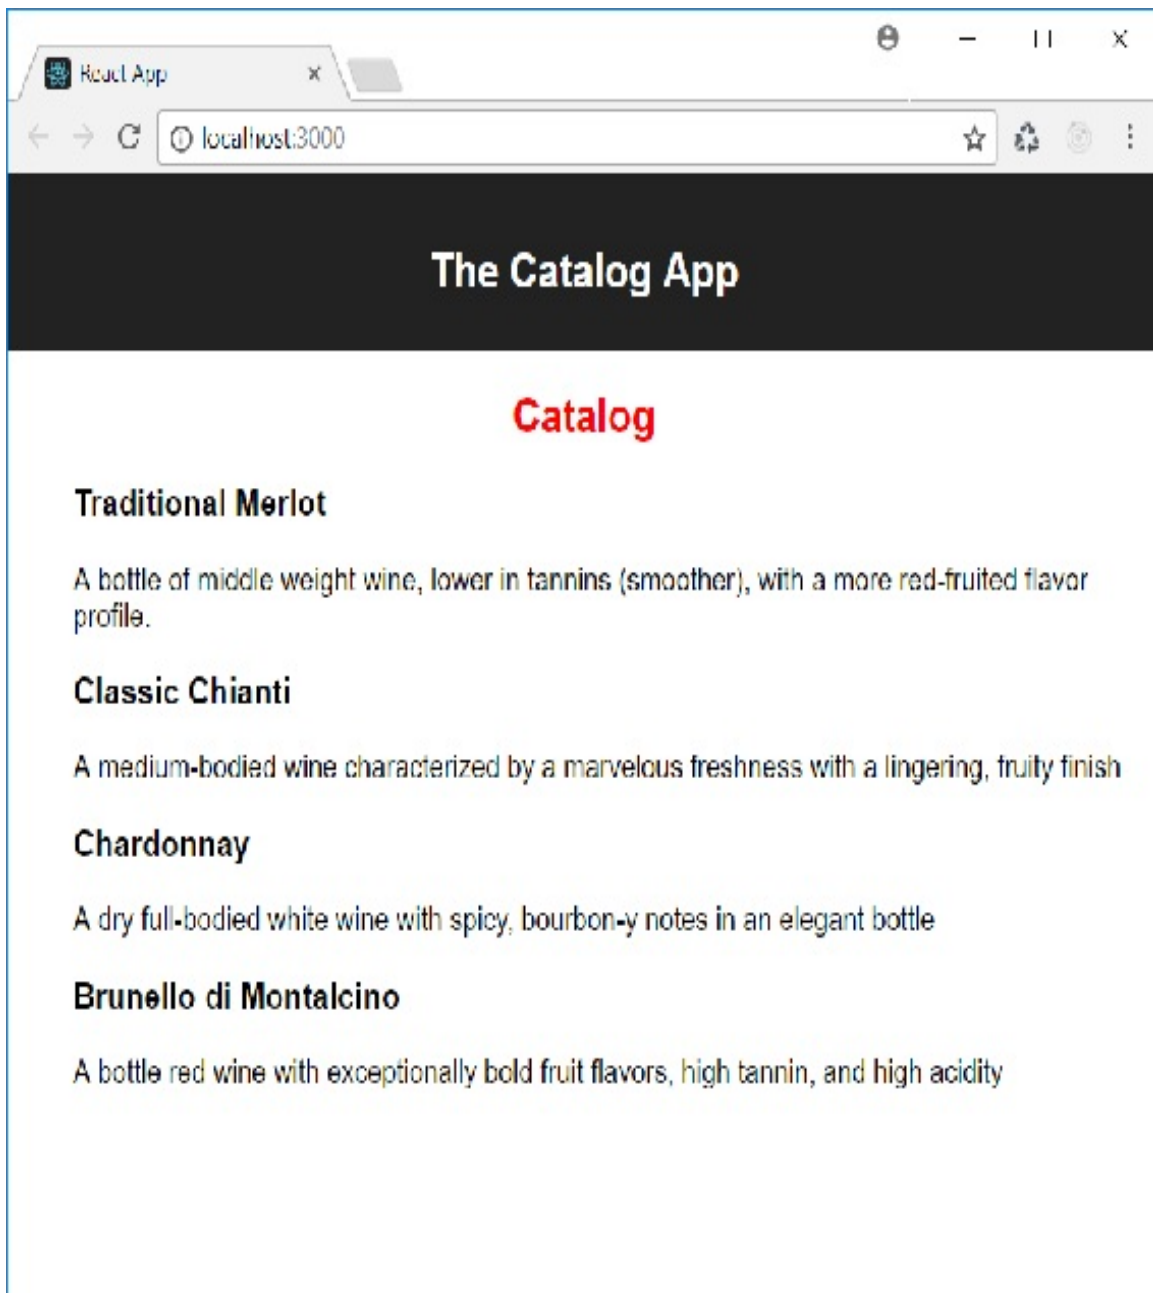 React App
localhost:3000
The Catalog App
Catalog
Traditional Merlot
A bottle of middle weight wine, lower in tannins (smoother), with a more red-fruited flavor
profile.
Classic Chianti
A medium-bodied wine characterized by a marvelous freshness with a lingering, fruity finish
Chardonnay
A dry full-bodied white wine with spicy, bourbon-y notes in an elegant bottle
Brunello di Montalcino
A bottle red wine with exceptionally bold fruit flavors, high tannin, and high acidity